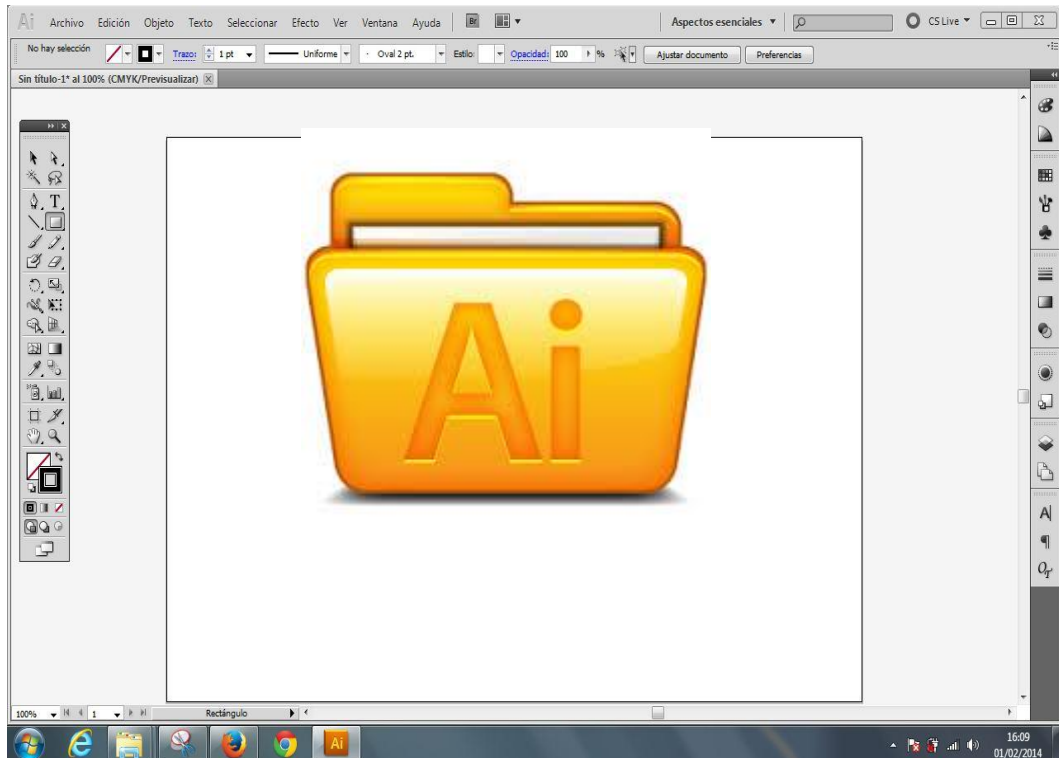 Ai Archivo Edición Objeto Texto Seleccionar Efecto Ver Ventana Ayuda Br Aspectos esenciales CS Live
No hay selección Trazo: 1 pt Uniforme Oval 2 pt. Estilo: Opacidad: 100 % Ajustar documento Preferencias
Sin título-1* al 100% (CMYK/Previsualizar)
Ai
100% 1 Rectángulo
Ai 16:09
01/02/2014